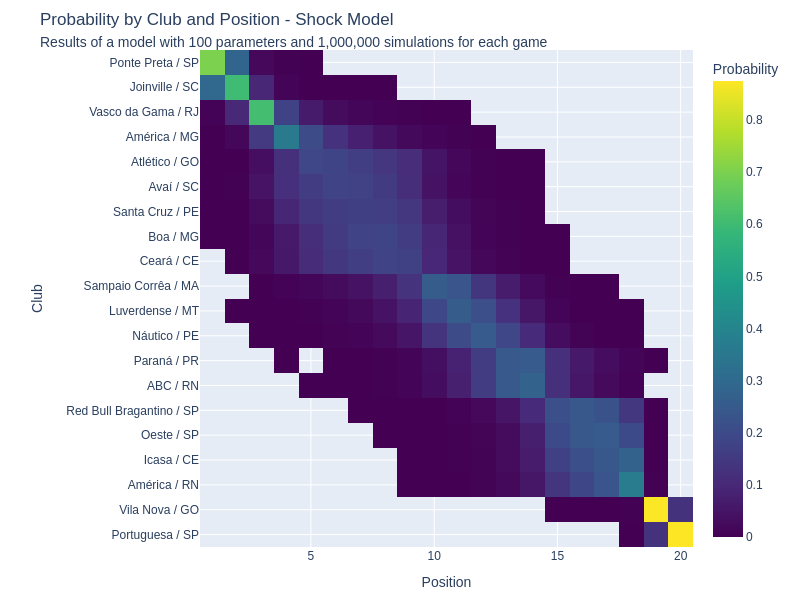 Probability by Club and Position - Shock Model
Results of a model with 100 parameters and 1,000,000 simulations for each game
Ponte Preta / SP
Joinville / SC
Vasco da Gama / RJ
América / MG
Atlético / GO
Avaí / SC
Santa Cruz / PE
Boa / MG
Ceará / CE
Sampaio Corrêa / MA
Luverdense / MT
Náutico / PE
Paraná / PR
ABC / RN
Red Bull Bragantino / SP
Oeste / SP
Icasa / CE
América / RN
Vila Nova / GO
Portuguesa / SP
Club
5
10
15
20
Position
Probability
0.8
0.7
0.6
0.5
0.4
0.3
0.2
0.1
0